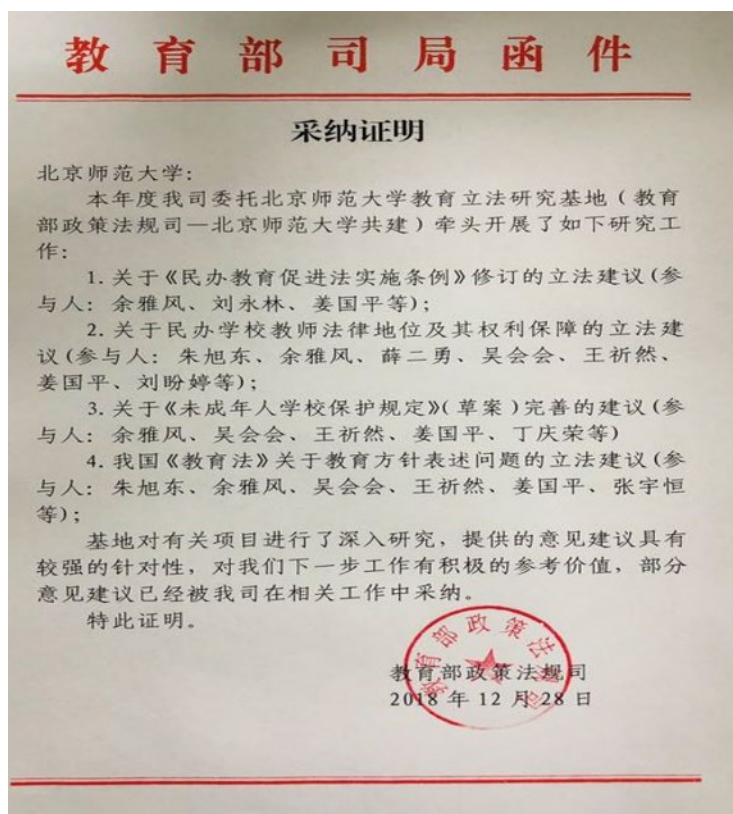 教育部司局函件
采纳证明
北京师范大学：
本年度我司委托北京师范大学教育立法研究基地（教育
部政策法规司—北京师范大学共建）牵头开展了如下研究工
作：
1.关于《民办教育促进法实施条例》修订的立法建议（参
与人：余雅风、刘永林、姜国平等）；
2.关于民办学校教师法律地位及其权利保障的立法建
议（参与人：朱旭东、余雅风、薛二勇、吴会会、王祈然、
姜国平、刘盼婷等）；
3.关于《未成年人学校保护规定》（草案）完善的建议（参
与人：余雅风、吴会会、王祈然、姜国平、丁庆荣等）
4.我国《教育法》关于教育方针表述问题的立法建议（参
与人：朱旭东、余雅风、吴会会、王祈然、姜国平、张宇恒
等）；
基地对有关项目进行了深入研究，提供的意见建议具有
较强的针对性，对我们下一步工作有积极的参考价值，部分
意见建议已经被我司在相关工作中采纳。
特此证明。
教育部政策法规司
教育部政策法规司
2018年12月28日